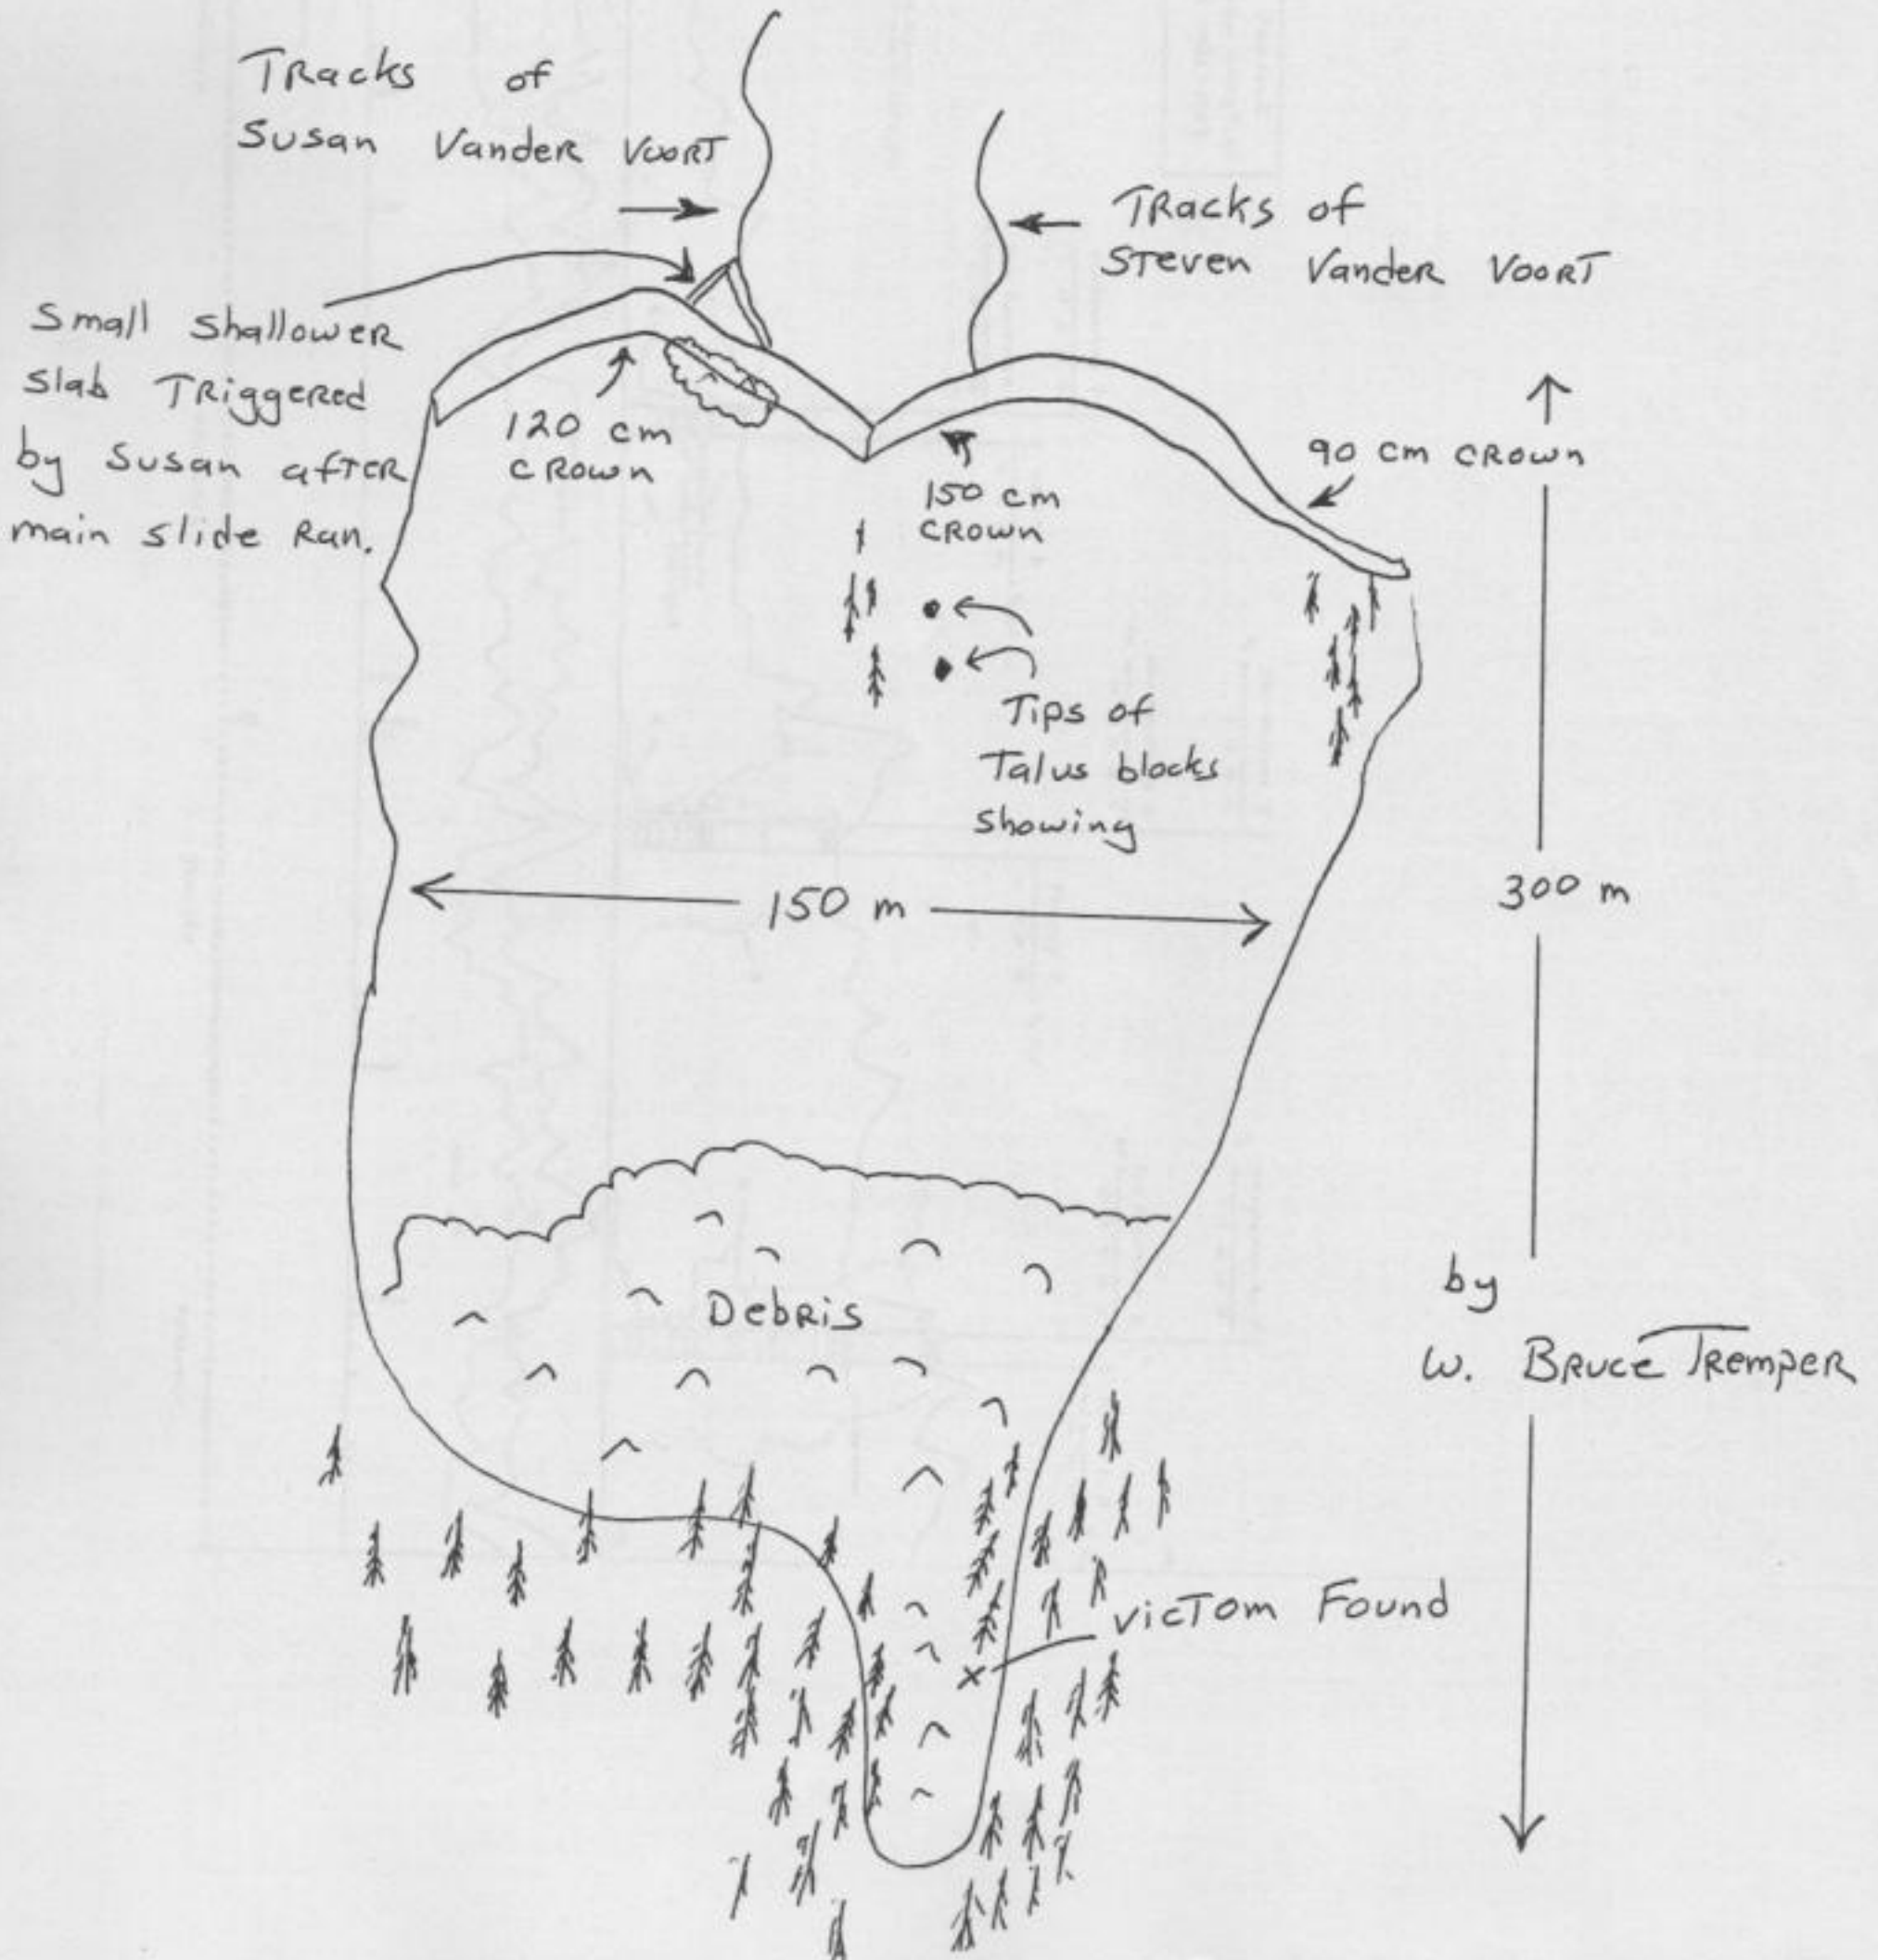 Tracks of
Susan Vander Voort
Tracks of
Steven Vander Voort
Small shallower
slab Triggered
by Susan after
main slide Ran.
120 cm
crown
150 cm
crown
90 cm crown
Tips of
Talus blocks
showing
150 m
300 m
Debris
by
W. Bruce Tremper
victom Found